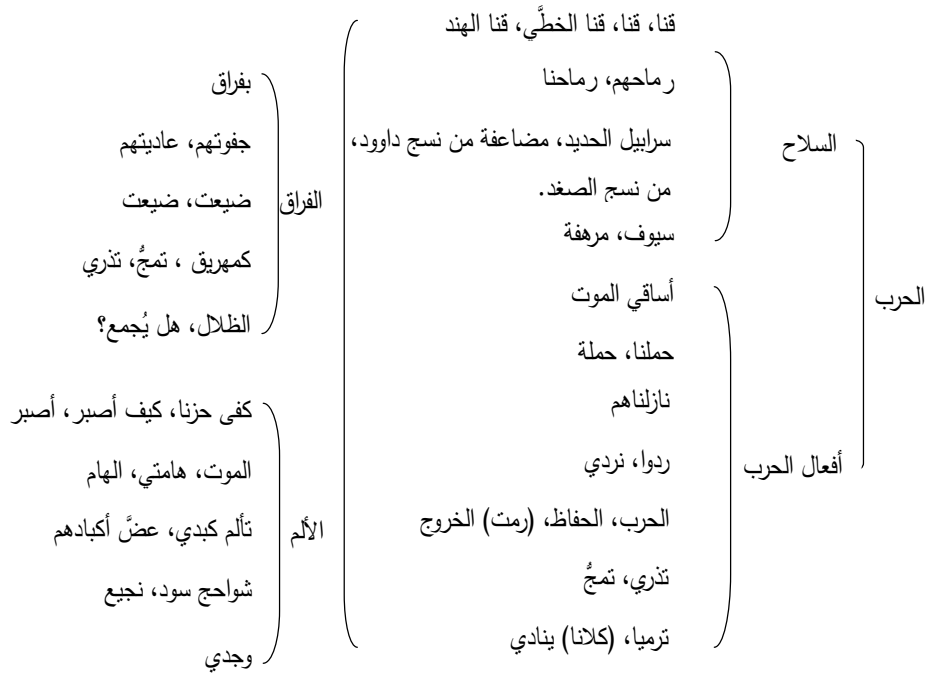 الحرب
السلاح
قنا، قنا، قنا الخطَّي، قنا الهند
رماحهم، رماحنا
سرابيل الحديد، مضاعفة من نسج داوود،
من نسج الصغد.
سيوف، مرهفة
أفعال الحرب
أساقي الموت
حملنا، حملة
نازلناهم
ردوا، نردي
الحرب، الحفاظ، (رمت) الخروج
تذري، تمجُّ
ترميا، (كلانا) ينادي
الفراق
بفراق
جفوتهم، عاديتهم
ضيعت، ضيعت
كمهريق ، تمجُّ، تذري
الظلال، هل يُجمع؟
الألم
كفى حزنا، كيف أصبر، أصبر
الموت، هامتي، الهام
تألم كبدي، عضَّ أكبادهم
شواحج سود، نجيع
وجدي